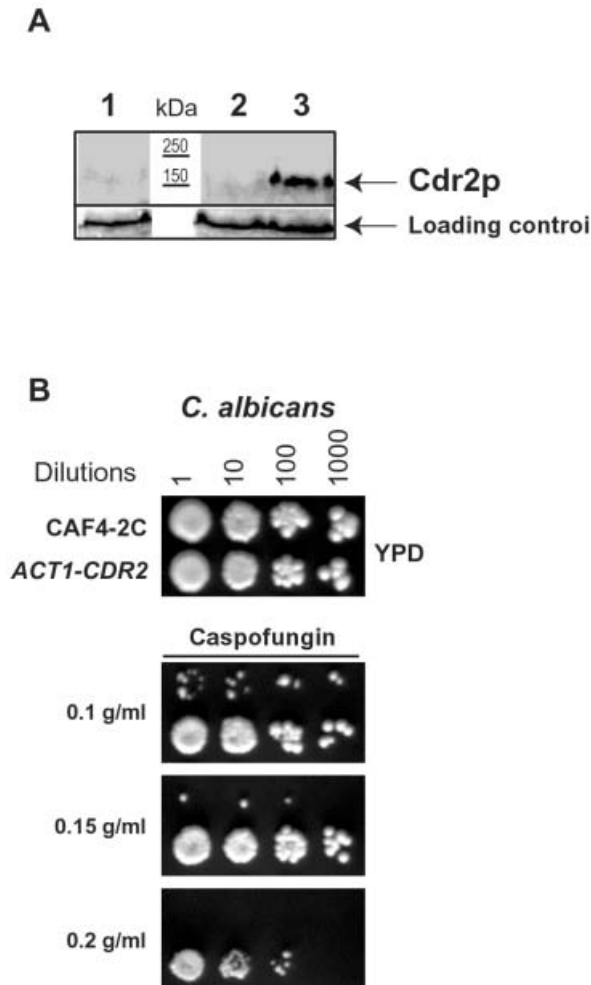 A
1 kDa 2 3
250
150
Cdr2p
Loading control
B
C. albicans
Dilutions 1 10 100 1000
CAF4-2C
ACT1-CDR2
YPD
Caspofungin
0.1 g/ml
0.15 g/ml
0.2 g/ml